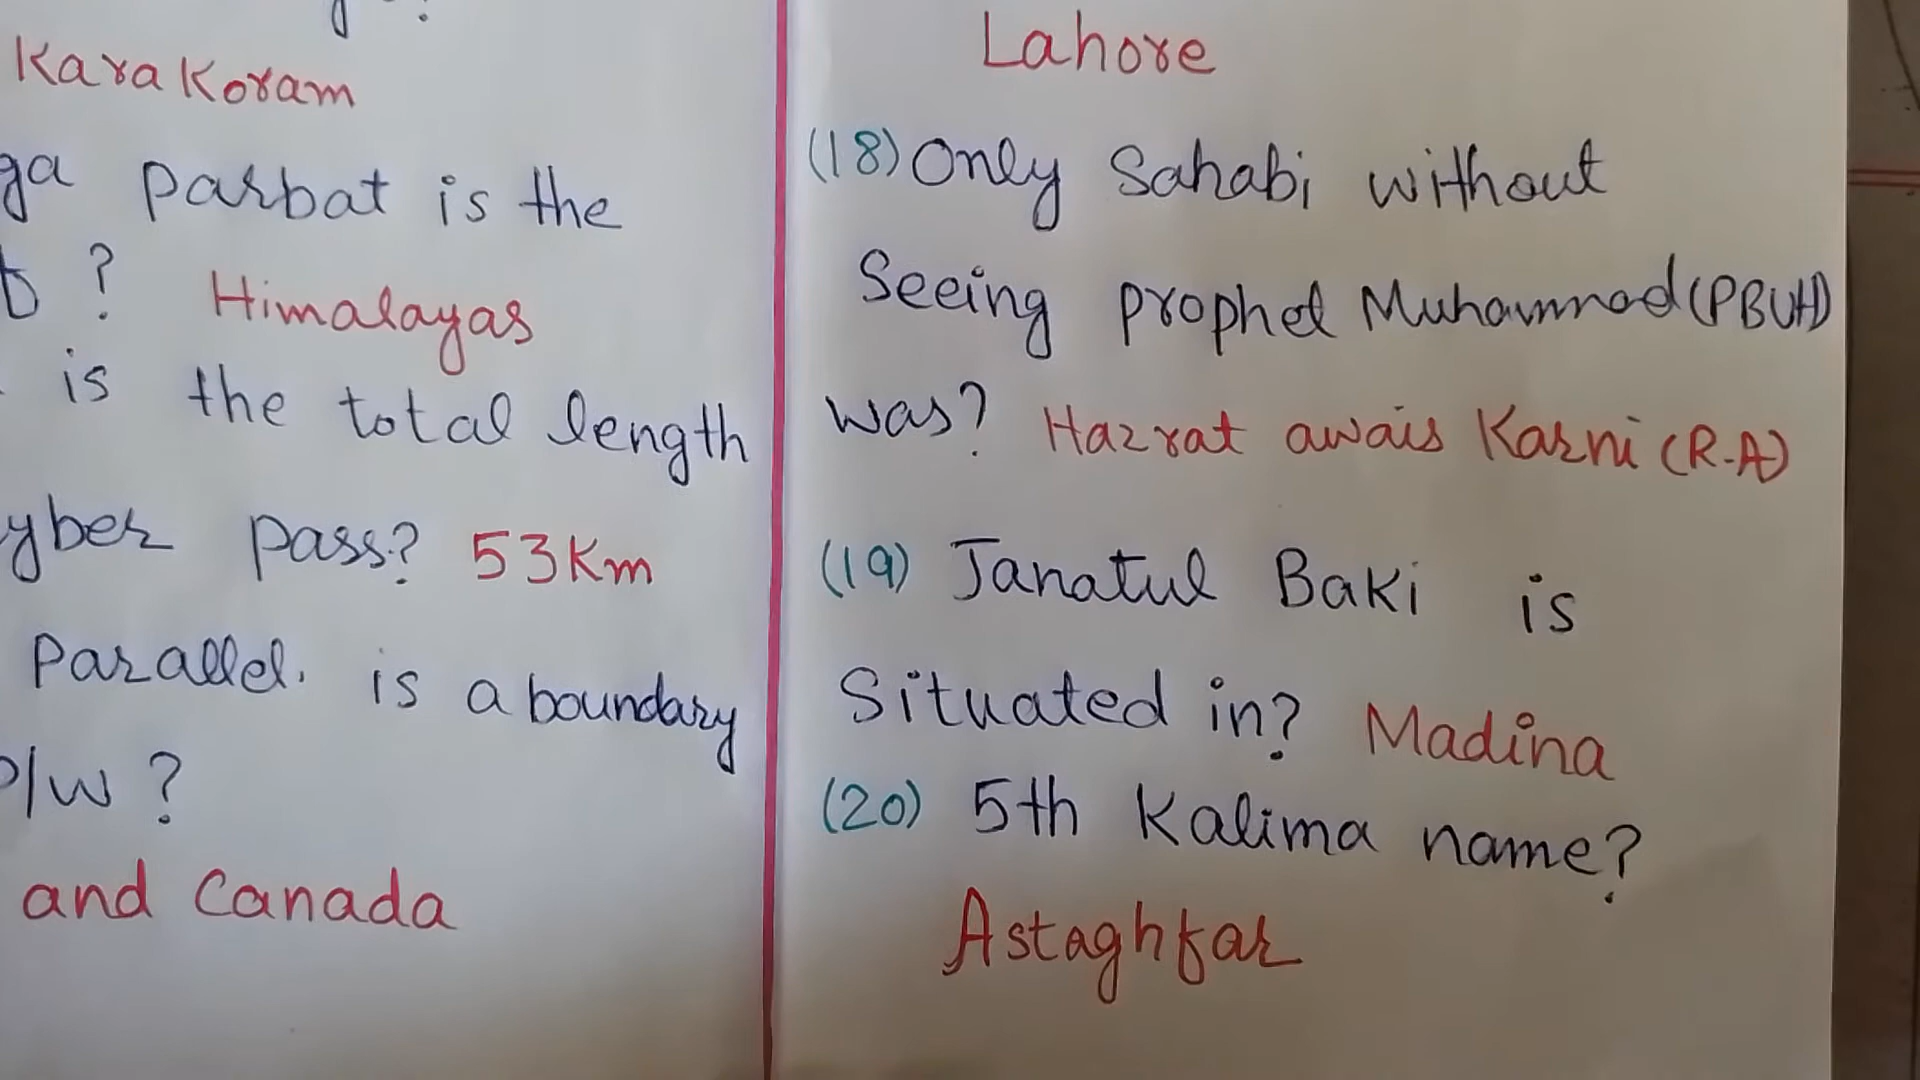 Kara Koram
ga parbat is the
? Himalayas
is the total length
yber pass? 53Km
Parallel. is a boundary
b/w ?
and Canada
Lahore
(18) Only Sahabi without
Seeing prophet Muhammad (PBUH)
was? Hazrat awais Karni (R.A)
(19) Janatul Baki is
Situated in? Madina
(20) 5th Kalima name?
Astaghfar